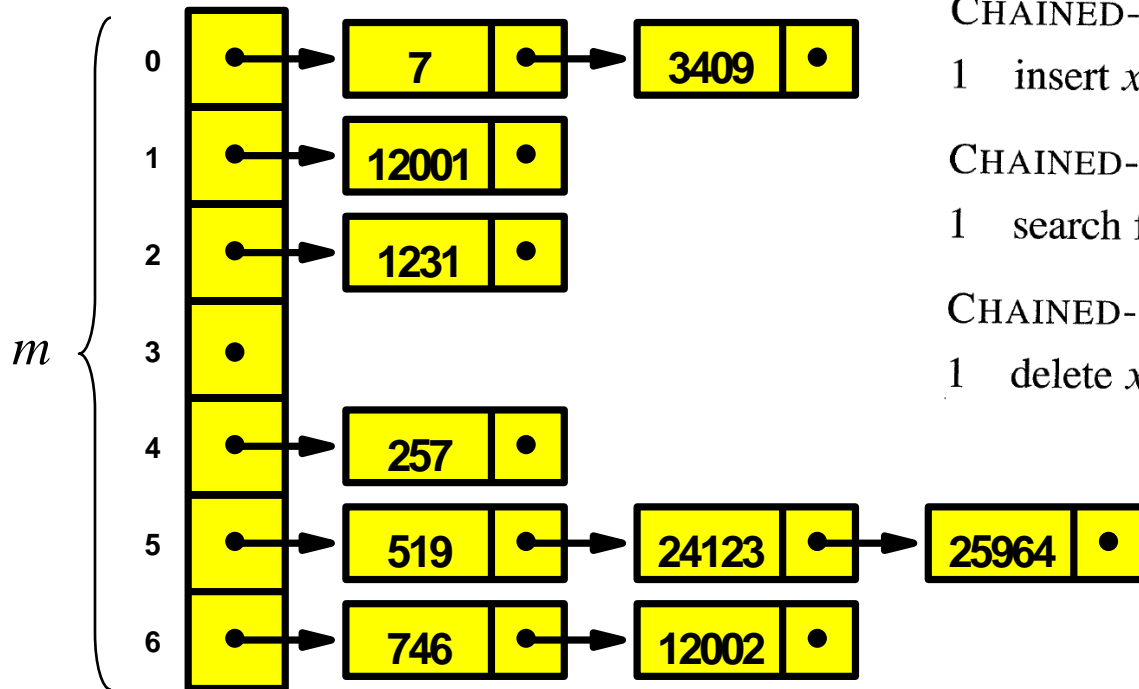 0 7 3409
1 12001
2 1231
m 3
4 257
5 519 24123 25964
6 746 12002
CHAINED-
1 insert x
CHAINED-
1 search
CHAINED-
1 delete x